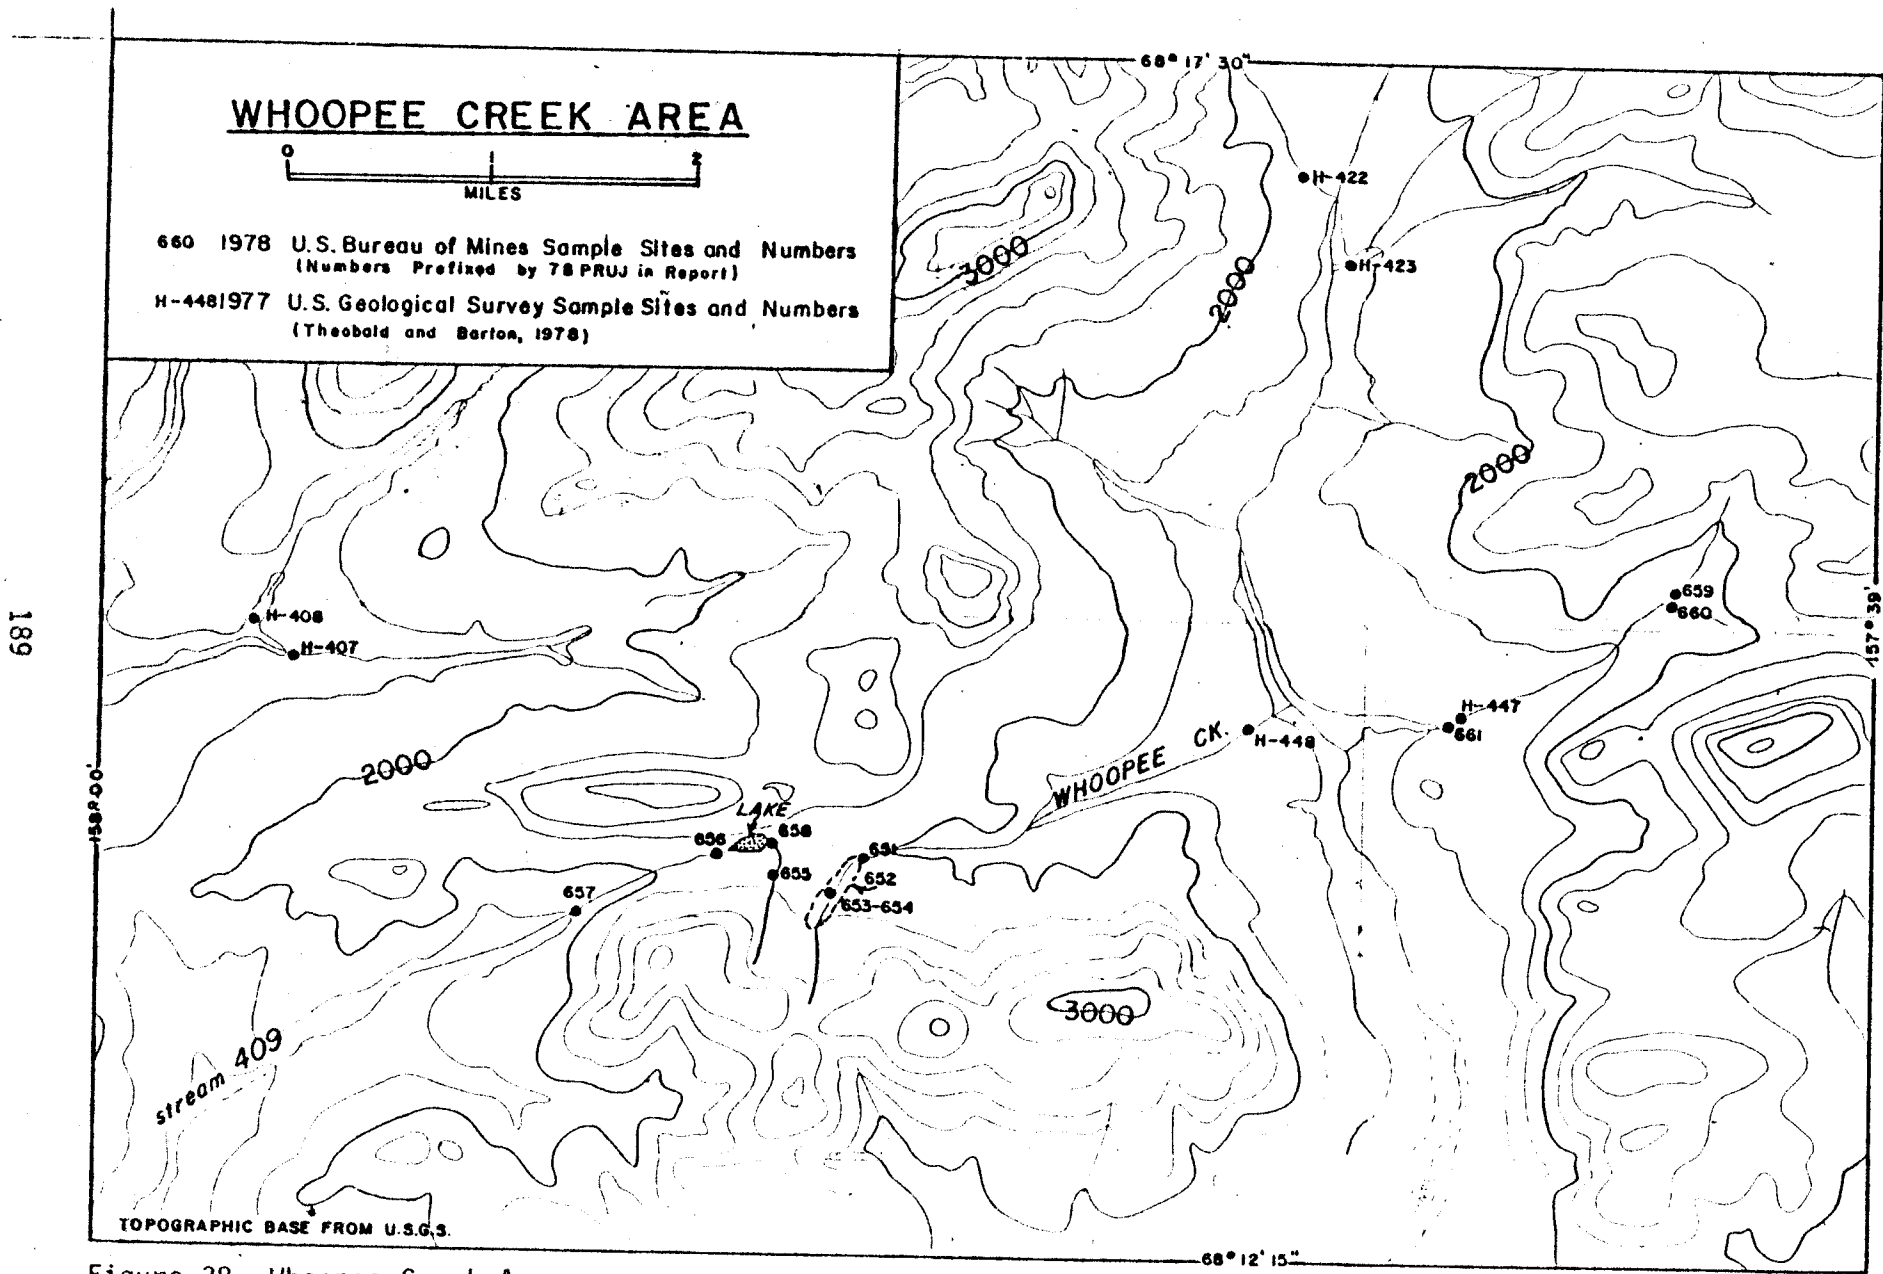 WHOOPEE CREEK AREA
0 1 2
MILES
660 1978 U.S. Bureau of Mines Sample Sites and Numbers
(Numbers Prefixed by 78 PRUJ in Report)
H-448 1977 U.S. Geological Survey Sample Sites and Numbers
(Theobald and Barton, 1978)
68° 17' 30"
H-422
H-423
3000
2000
2000
659
660
157° 39'
H-408
H-407
189
H-447
661
H-448
WHOOPEE CK.
2000
158° 00'
LAKE
658
656
651
655
652
657
653-654
3000
stream 409
TOPOGRAPHIC BASE FROM U.S.G.S.
68° 12' 15"